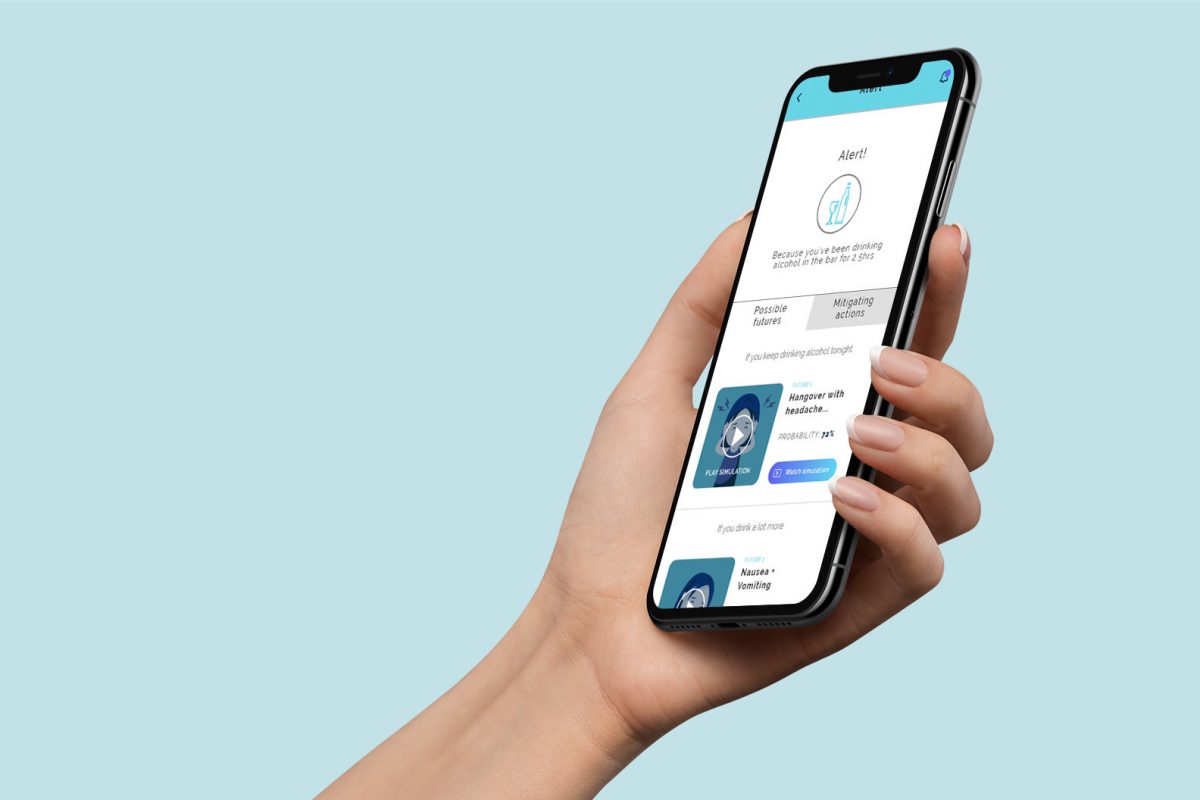 Alert
Alert!
Because you've been drinking
alcohol in the bar for 2.5hrs
Possible
futures
Mitigating
actions
If you keep drinking alcohol tonight
FUTURE 1
Hangover with
headache...
PROBABILITY: 72%
PLAY SIMULATION
Watch simulation
If you drink a lot more
FUTURE 2
Nausea +
Vomiting